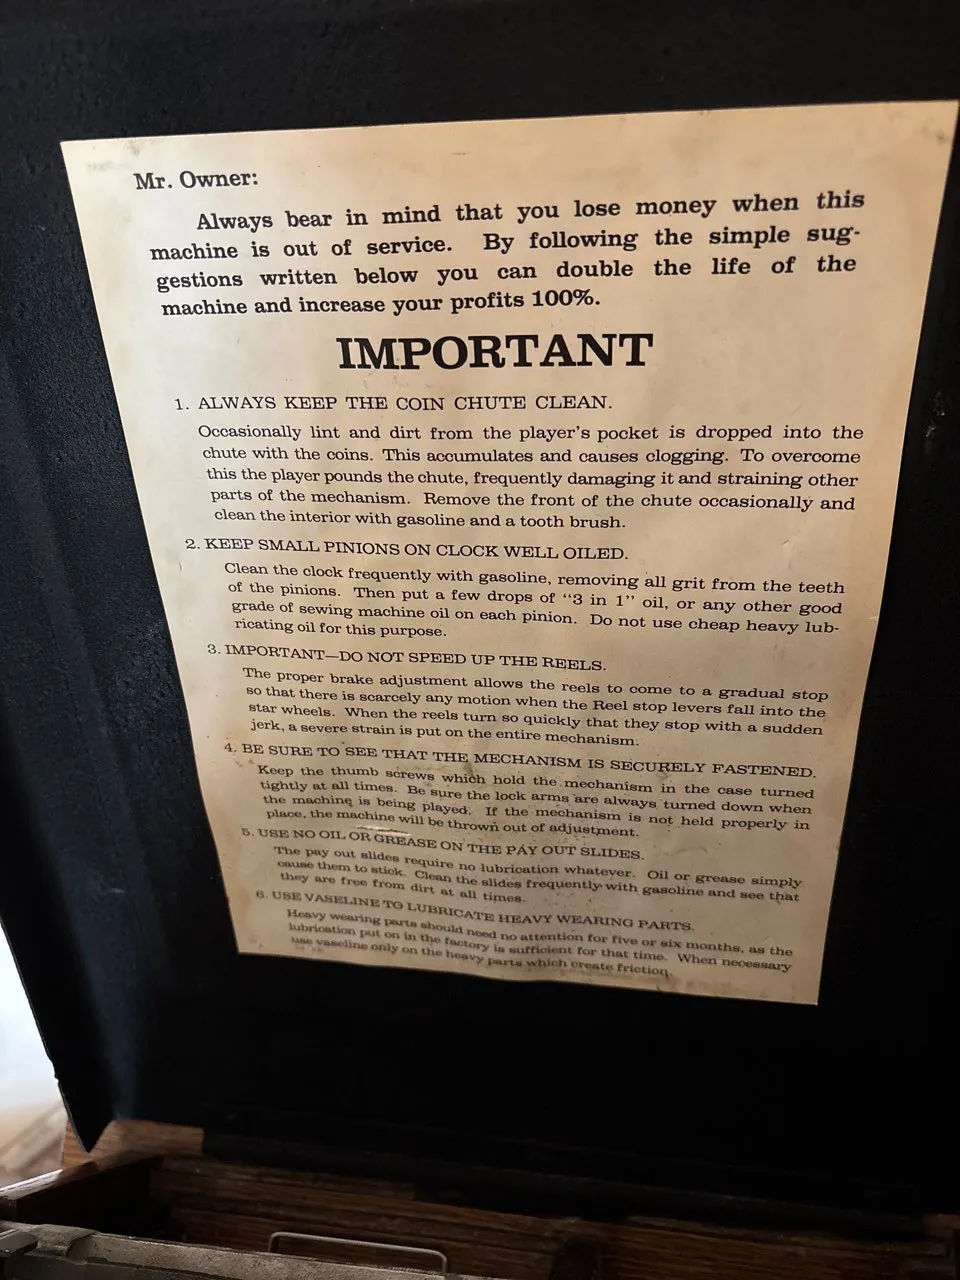 Mr. Owner:
Always bear in mind that you lose money when this
machine is out of service. By following the simple sug-
gestions written below you can double the life of the
machine and increase your profits 100%.
IMPORTANT
1. ALWAYS KEEP THE COIN CHUTE CLEAN.
Occasionally lint and dirt from the player's pocket is dropped into the
chute with the coins. This accumulates and causes clogging. To overcome
this the player pounds the chute, frequently damaging it and straining other
parts of the mechanism. Remove the front of the chute occasionally and
clean the interior with gasoline and a tooth brush.
2. KEEP SMALL PINIONS ON CLOCK WELL OILED.
Clean the clock frequently with gasoline, removing all grit from the teeth
of the pinions. Then put a few drops of "3 in 1" oil, or any other good
grade of sewing machine oil on each pinion. Do not use cheap heavy lub-
ricating oil for this purpose.
3. IMPORTANT—DO NOT SPEED UP THE REELS.
The proper brake adjustment allows the reels to come to a gradual stop
so that there is scarcely any motion when the Reel stop levers fall into the
star wheels. When the reels turn so quickly that they stop with a sudden
jerk, a severe strain is put on the entire mechanism.
4. BE SURE TO SEE THAT THE MECHANISM IS SECURELY FASTENED.
Keep the thumb screws which hold the mechanism in the case turned
tightly at all times. Be sure the lock arms are always turned down when
the machine is being played. If the mechanism is not held properly in
place, the machine will be thrown out of adjustment.
5. USE NO OIL OR GREASE ON THE PAY OUT SLIDES.
The pay out slides require no lubrication whatever. Oil or grease simply
cause them to stick. Clean the slides frequently with gasoline and see that
they are free from dirt at all times.
6. USE VASELINE TO LUBRICATE HEAVY WEARING PARTS.
Heavy wearing parts should need no attention for five or six months, as the
lubrication put on in the factory is sufficient for that time. When necessary
use vaseline only on the heavy parts which create friction.